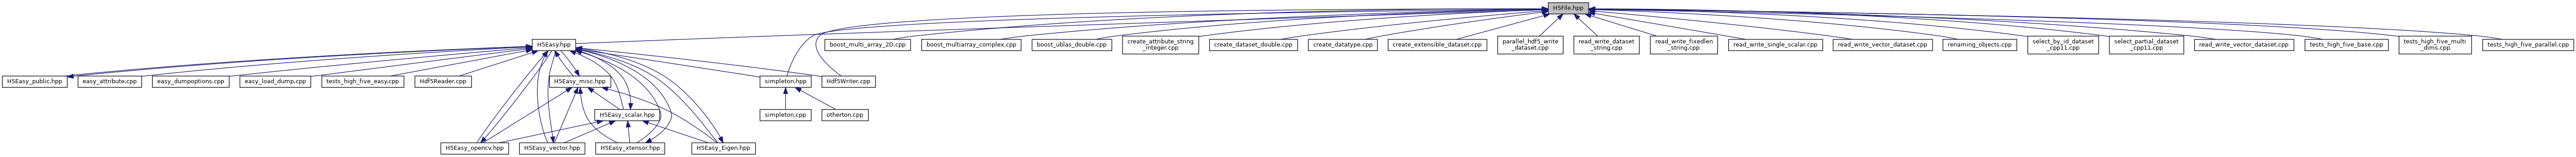 H5File.hpp
H5Easy.hpp
boost_multi_array_2D.cpp
boost_multiarray_complex.cpp
boost_ublas_double.cpp
create_attribute_string
_integer.cpp
create_dataset_double.cpp
create_datatype.cpp
create_extensible_dataset.cpp
parallel_hdf5_write
_dataset.cpp
read_write_dataset
_string.cpp
read_write_fixedlen
_string.cpp
read_write_single_scalar.cpp
read_write_vector_dataset.cpp
renaming_objects.cpp
select_by_id_dataset
_cpp11.cpp
select_partial_dataset
_cpp11.cpp
read_write_vector_dataset.cpp
tests_high_five_base.cpp
tests_high_five_multi
_dims.cpp
tests_high_five_parallel.cpp
H5Easy_public.hpp
easy_attribute.cpp
easy_dumpoptions.cpp
easy_load_dump.cpp
tests_high_five_easy.cpp
Hdf5Reader.cpp
H5Easy_misc.hpp
simpleton.hpp
Hdf5Writer.cpp
H5Easy_scalar.hpp
simpleton.cpp
otherton.cpp
H5Easy_opencv.hpp
H5Easy_vector.hpp
H5Easy_xtensor.hpp
H5Easy_Eigen.hpp